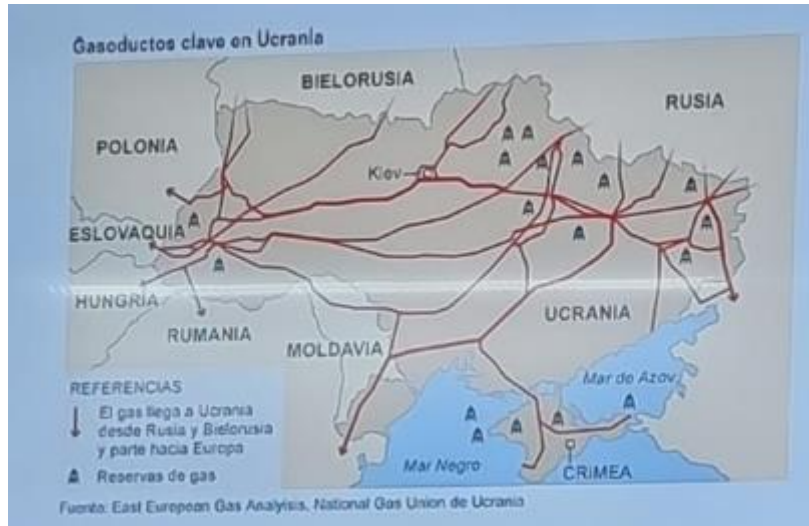 Gasoductos clave en Ucrania
BIELORUSIA
RUSIA
POLONIA
Kiev
ESLOVAQUIA
HUNGRIA
RUMANIA
MOLDAVIA
UCRANIA
Mar de Azov
Mar Negro
CRIMEA
REFERENCIAS
El gas llega a Ucrania
desde Rusia y Bielorusia
y parte hacia Europa
Reservas de gas
Fuente: East European Gas Analyisis, National Gas Union de Ucrania